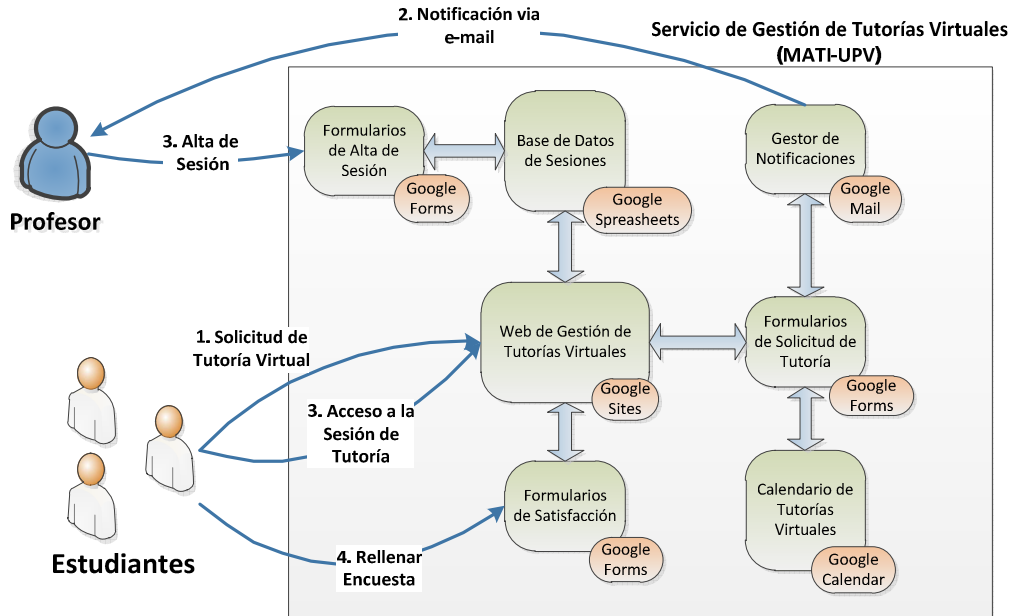 2. Notificación via
e-mail
Servicio de Gestión de Tutorías Virtuales
(MATI-UPV)
3. Alta de
Sesión
Profesor
Formularios
de Alta de
Sesión
Google
Forms
Base de Datos
de Sesiones
Google
Spreasheets
Gestor de
Notificaciones
Google
Mail
1. Solicitud de
Tutoría Virtual
Web de Gestión de
Tutorías Virtuales
Google
Sites
Formularios
de Solicitud de
Tutoría
Google
Forms
3. Acceso a la
Sesión de
Tutoría
Estudiantes
4. Rellenar
Encuesta
Formularios
de Satisfacción
Google
Forms
Calendario de
Tutorías
Virtuales
Google
Calendar